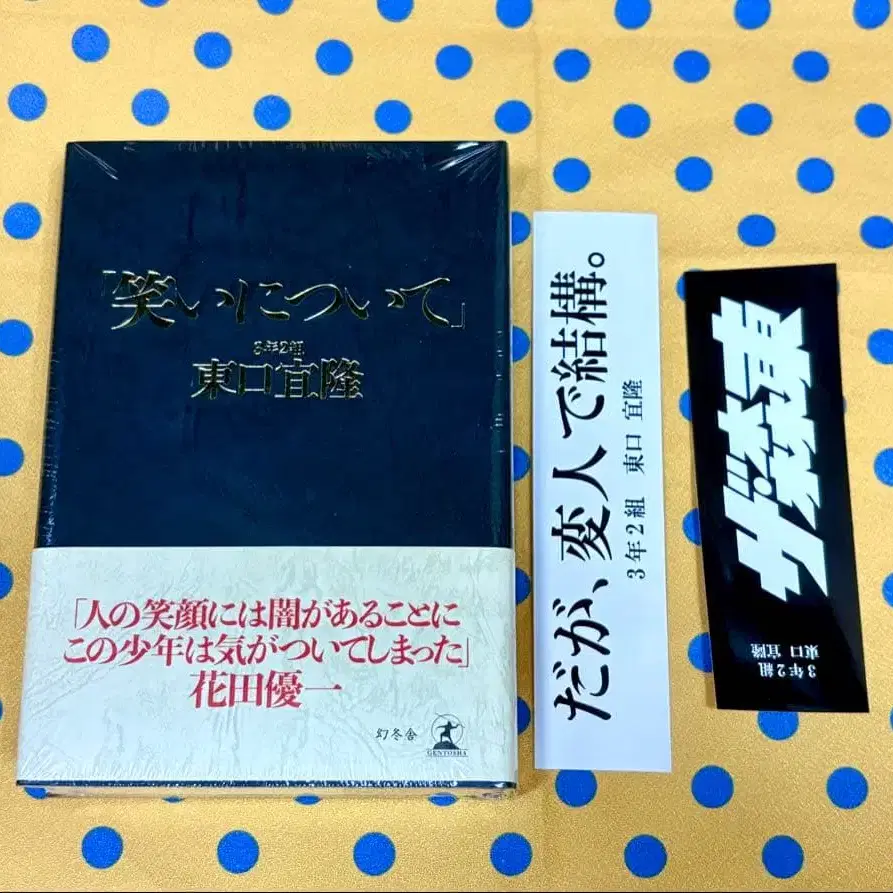 「笑いについて」
3年2組
東口宜隆
「人の笑顔には闇があることに
この少年は気がついてしまった」
花田優一
幻冬舎
GENTOSHA
だが、変人で結構。
3年2組 東口 宜隆
3年2組
東口 宜隆